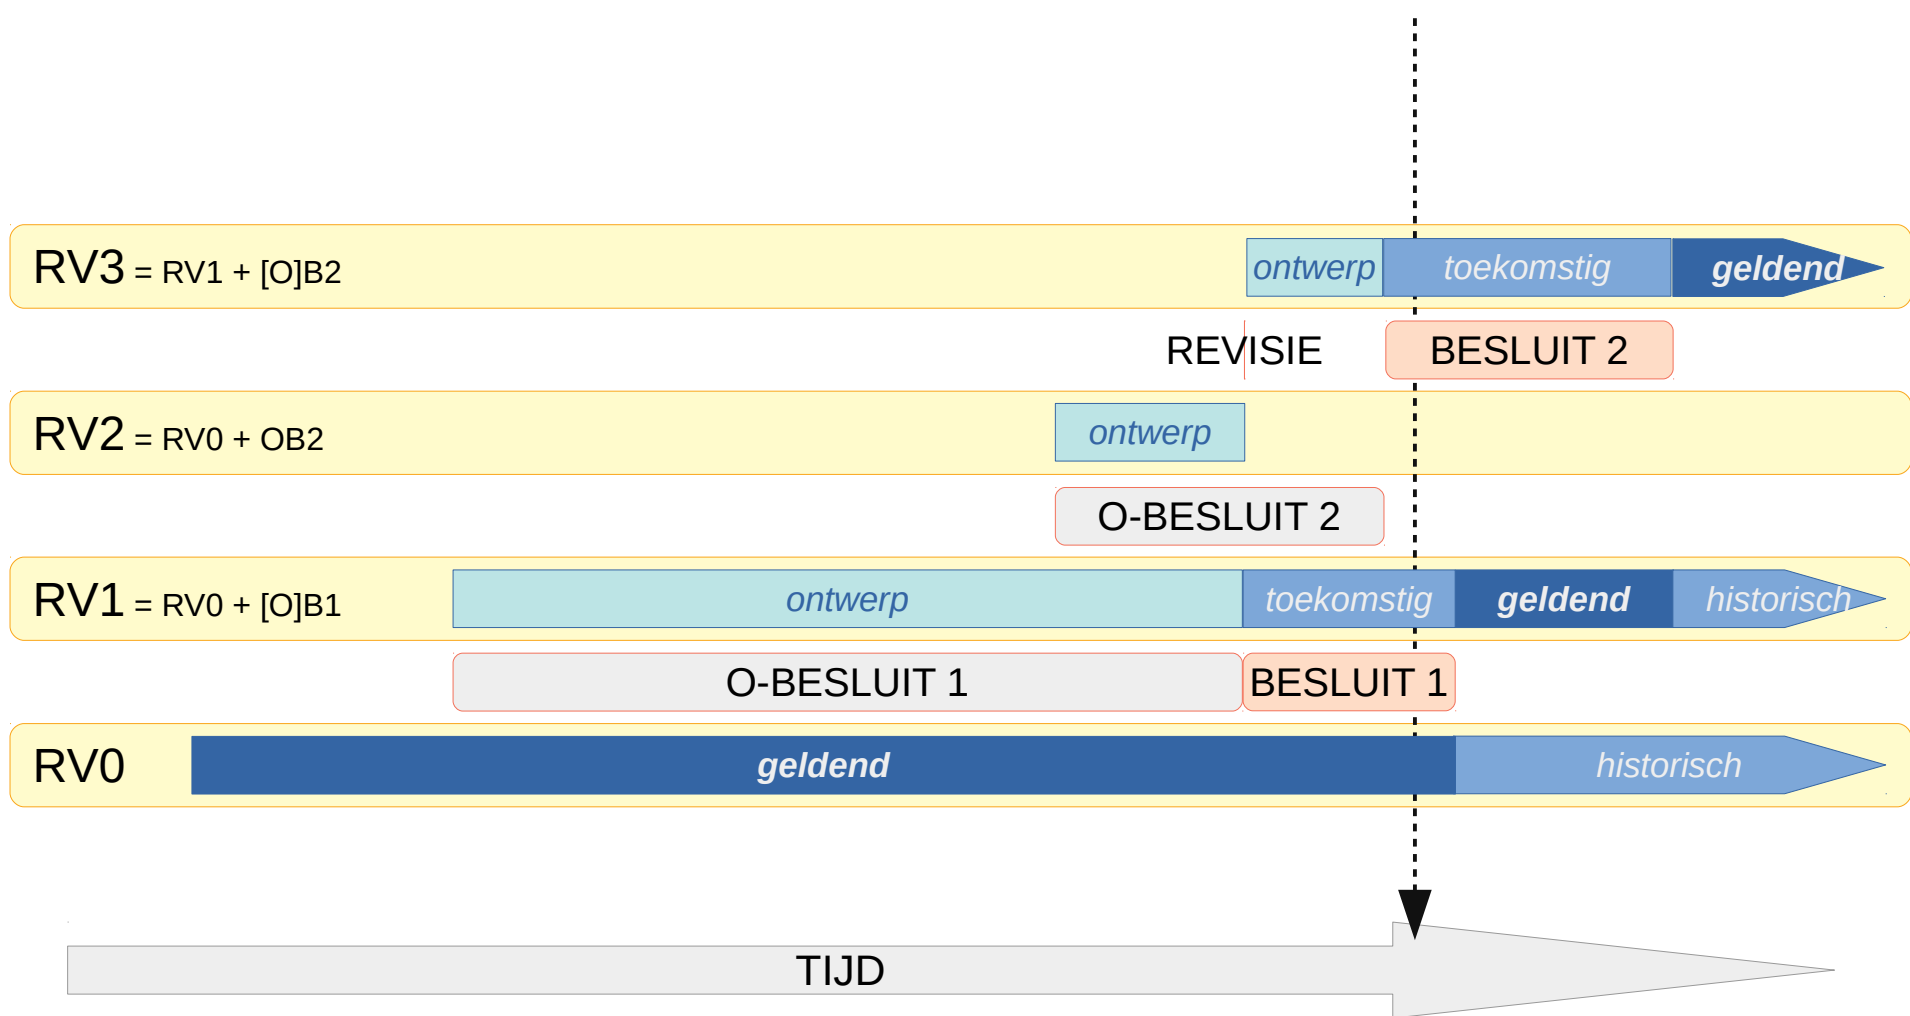 RV3 = RV1 + [O]B2 ontwerp toekomstig geldend
REVISIE BESLUIT 2
RV2 = RV0 + OB2 ontwerp
O-BESLUIT 2
RV1 = RV0 + [O]B1 ontwerp toekomstig geldend historisch
O-BESLUIT 1 BESLUIT 1
RV0 geldend historisch
TIJD